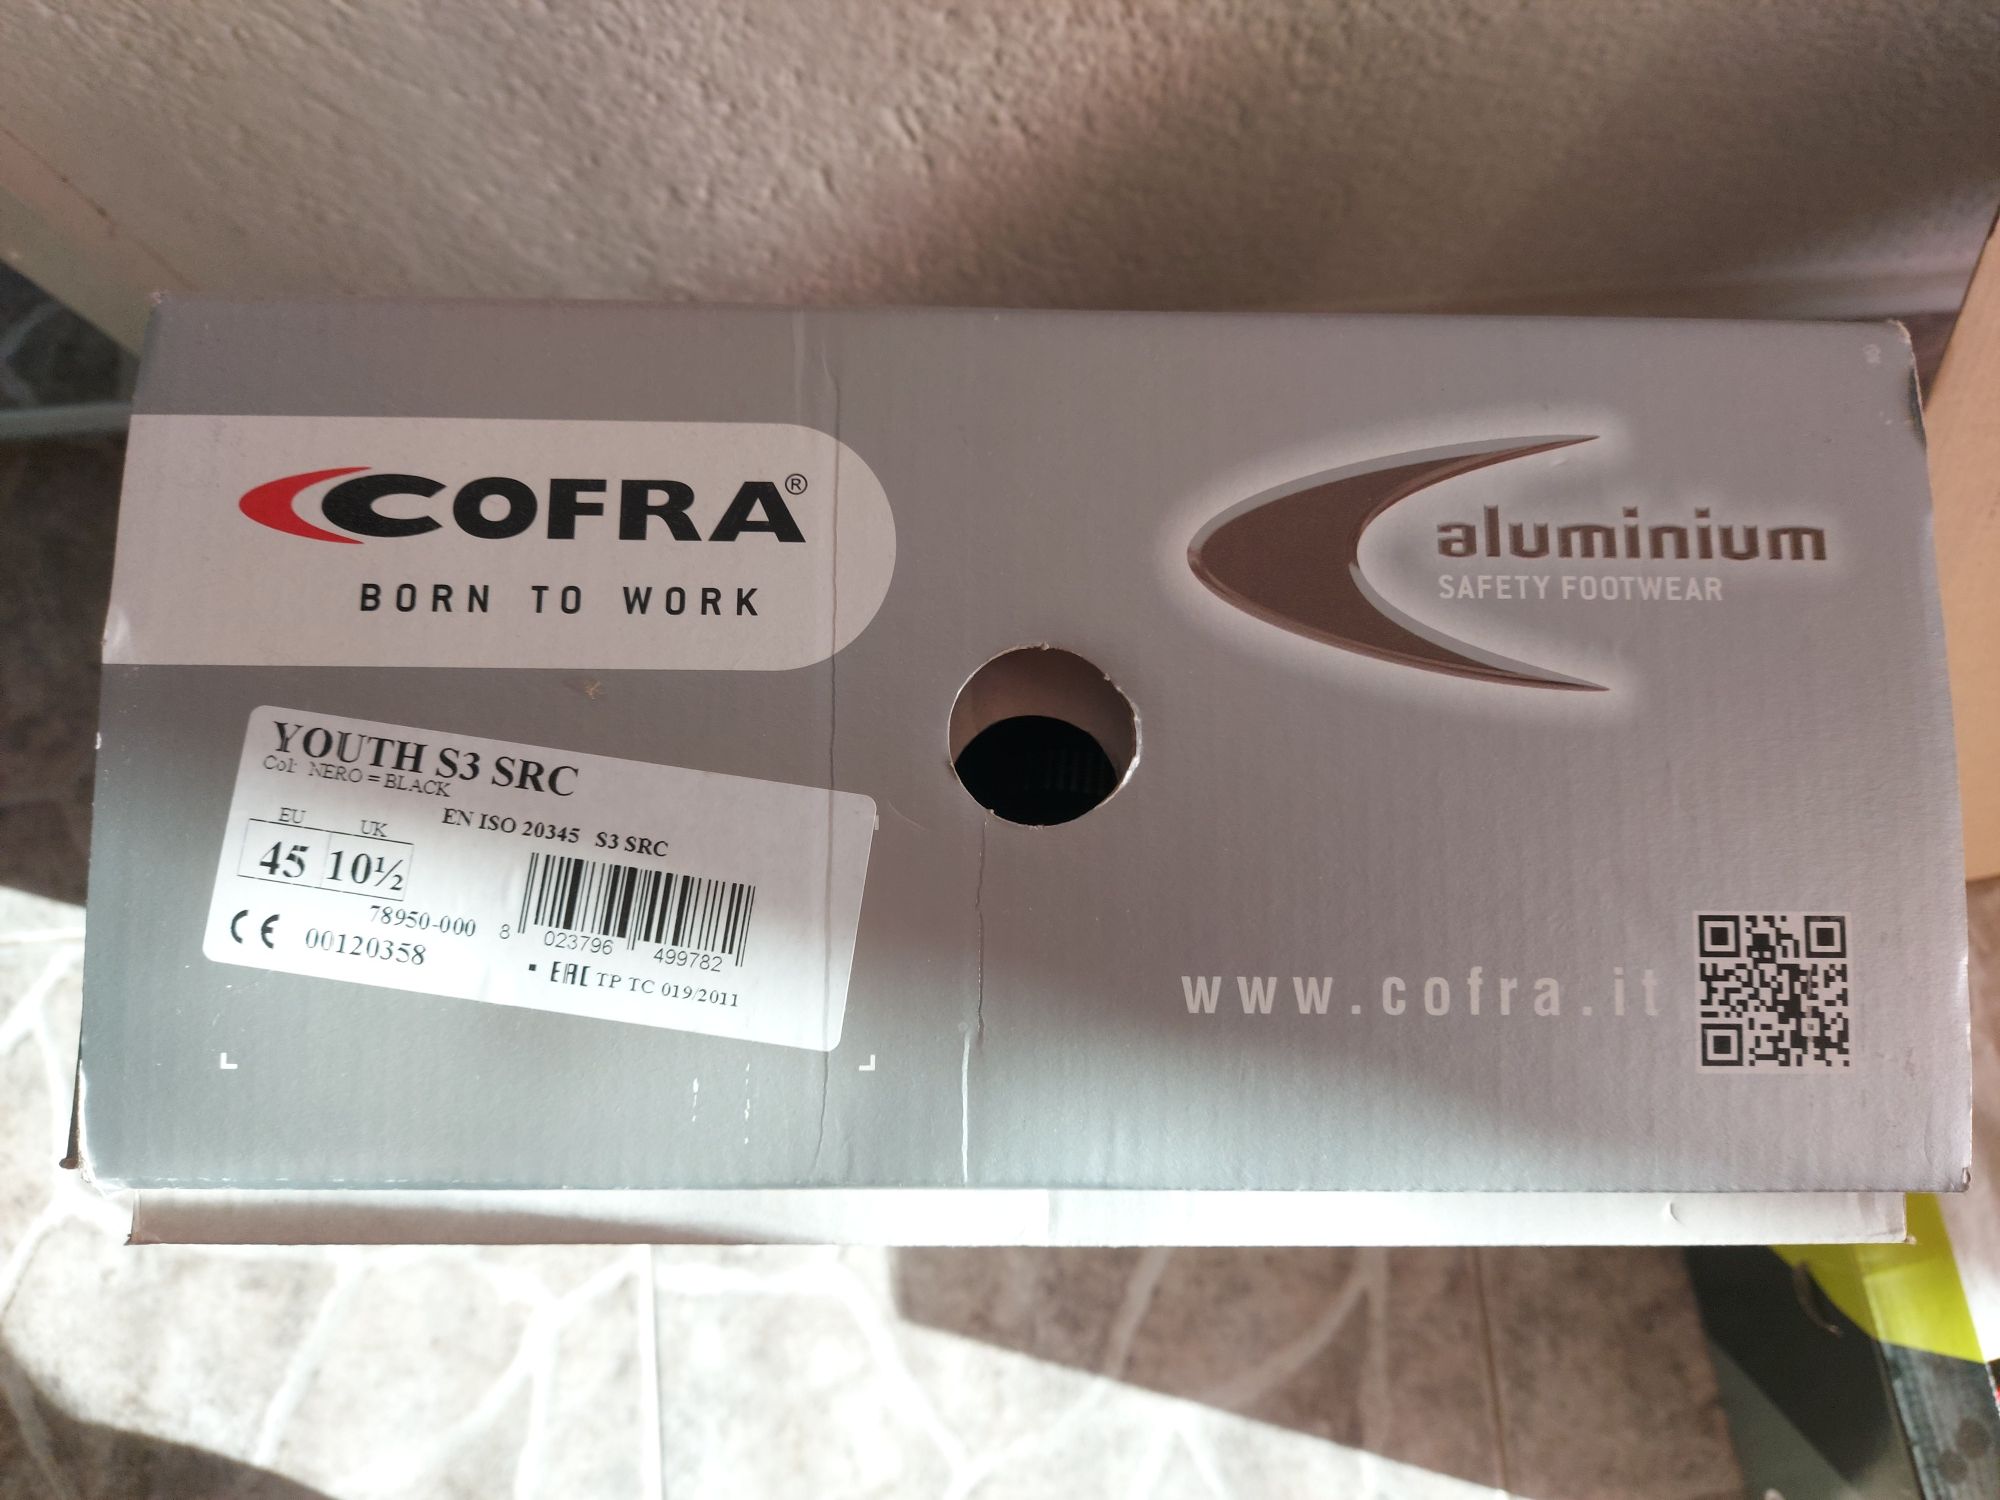 COFRA®
BORN TO WORK
aluminium
SAFETY FOOTWEAR
YOUTH S3 SRC
Col: NERO = BLACK
EN ISO 20345 S3 SRC
EU UK
45 10½
78950-000
CE 00120358
8 023796 499782
EAC TP TC 019/2011
www.cofra.it